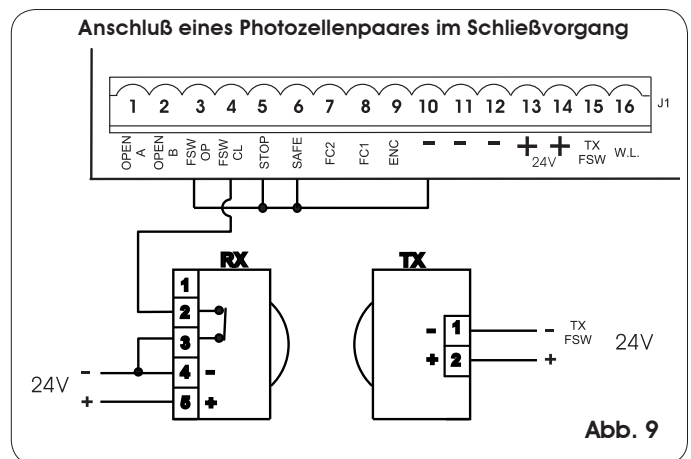 Anschluß eines Photozellenpaares im Schließvorgang
1 2 3 4 5 6 7 8 9 10 11 12 13 14 15 16 J1
OPEN A
OPEN B
FSW OP
FSW CL
STOP
SAFE
FC2
FC1
ENC
- - - + +
24V
TX FSW
W.L.
RX
1
2
3
4 -
5 +
24V - +
TX
- 1
+ 2
- TX FSW
+
24V
Abb. 9